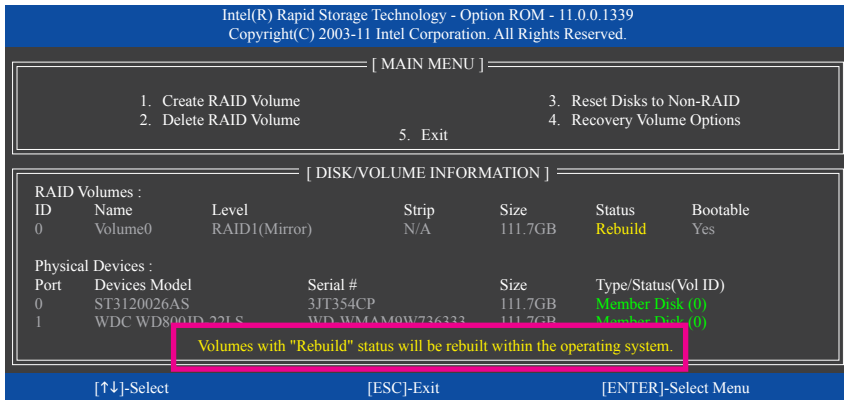 Intel(R) Rapid Storage Technology - Option ROM - 11.0.0.1339
Copyright(C) 2003-11 Intel Corporation. All Rights Reserved.
[ MAIN MENU ]
1. Create RAID Volume 3. Reset Disks to Non-RAID
2. Delete RAID Volume 4. Recovery Volume Options
5. Exit
[ DISK/VOLUME INFORMATION ]
RAID Volumes :
ID Name Level Strip Size Status Bootable
0 Volume0 RAID1(Mirror) N/A 111.7GB Rebuild Yes
Physical Devices :
Port Devices Model Serial # Size Type/Status(Vol ID)
0 ST3120026AS 3JT354CP 111.7GB Member Disk (0)
1 WDC WD800JD-22LS WD-WMAM9W736333 111.7GB Member Disk (0)
Volumes with "Rebuild" status will be rebuilt within the operating system.
[↑↓]-Select [ESC]-Exit [ENTER]-Select Menu